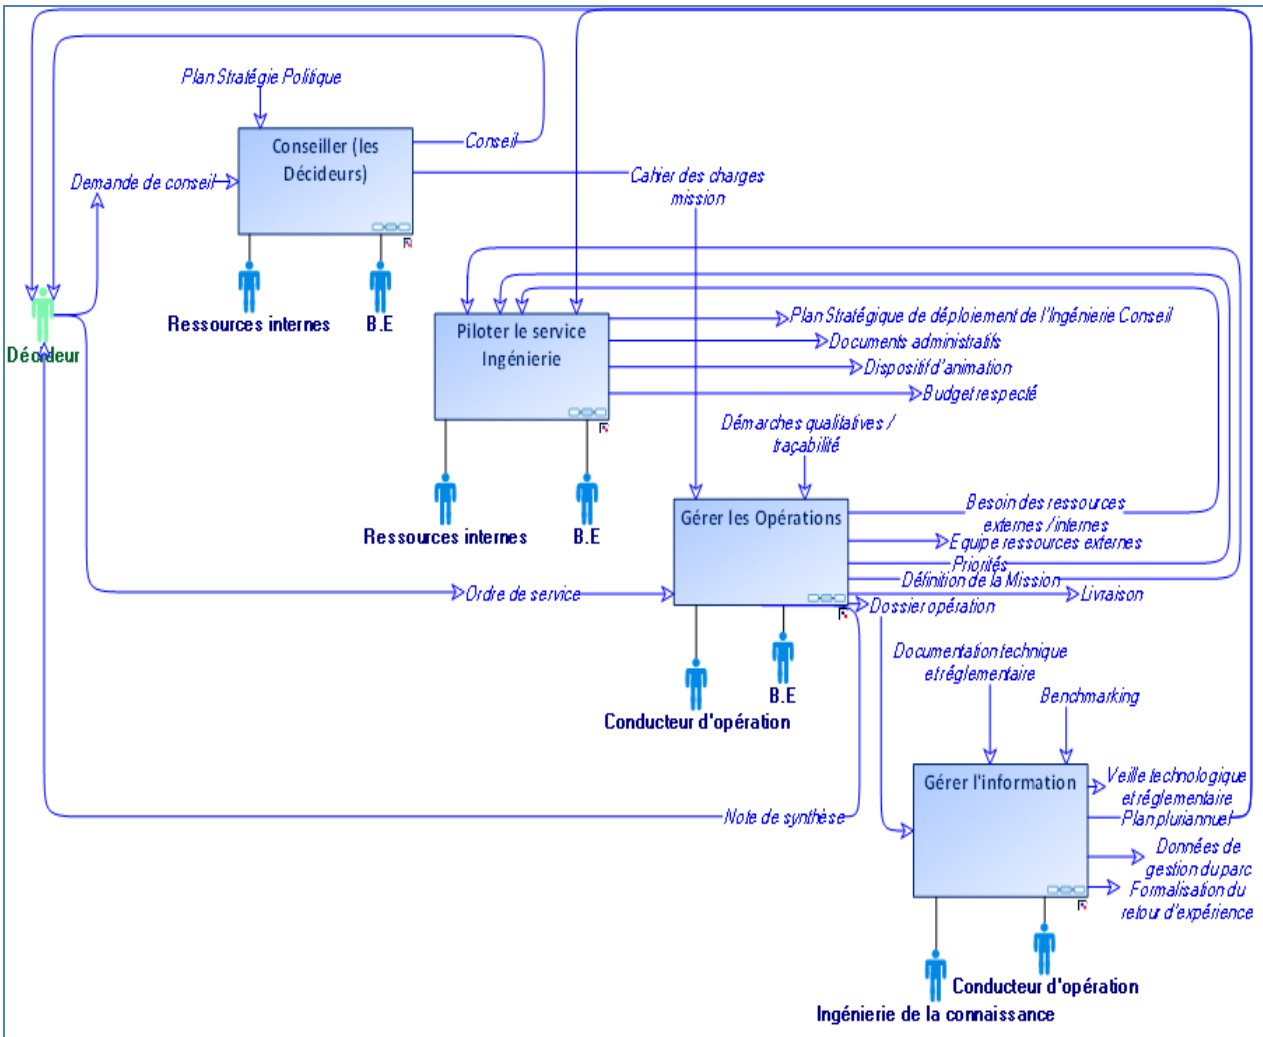 Plan Stratégie Politique
Conseiller (les
Décideurs)
Conseil
Demande de conseil
Cahier des charges
mission
Ressources internes
B.E
Décideur
Piloter le service
Ingénierie
Plan Stratégique de déploiement de l'Ingénierie Conseil
Documents administratifs
Dispositif d'animation
Budget respecté
Démarches qualitatives /
traçabilité
Ressources internes
B.E
Gérer les Opérations
Besoin des ressources
externes / internes
Equipe ressources externes
Priorités
Définition de la Mission
Livraison
Ordre de service
Dossier opération
B.E
Conducteur d'opération
Documentation technique
et réglementaire
Benchmarking
Gérer l'information
Veille technologique
et réglementaire
Plan pluriannuel
Note de synthèse
Données de
gestion du parc
Formalisation du
retour d'expérience
Conducteur d'opération
Ingénierie de la connaissance